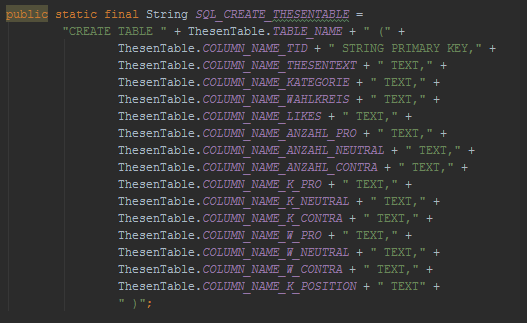 public static final String SQL_CREATE_THESENTABLE =
"CREATE TABLE " + ThesenTable.TABLE_NAME + " (" +
ThesenTable.COLUMN_NAME_TID + " STRING PRIMARY KEY," +
ThesenTable.COLUMN_NAME_THESENTEXT + " TEXT," +
ThesenTable.COLUMN_NAME_KATEGORIE + " TEXT," +
ThesenTable.COLUMN_NAME_WAHLKREIS + " TEXT," +
ThesenTable.COLUMN_NAME_LIKES + " TEXT," +
ThesenTable.COLUMN_NAME_ANZAHL_PRO + " TEXT," +
ThesenTable.COLUMN_NAME_ANZAHL_NEUTRAL + " TEXT," +
ThesenTable.COLUMN_NAME_ANZAHL_CONTRA + " TEXT," +
ThesenTable.COLUMN_NAME_K_PRO + " TEXT," +
ThesenTable.COLUMN_NAME_K_NEUTRAL + " TEXT," +
ThesenTable.COLUMN_NAME_K_CONTRA + " TEXT," +
ThesenTable.COLUMN_NAME_W_PRO + " TEXT," +
ThesenTable.COLUMN_NAME_W_NEUTRAL + " TEXT," +
ThesenTable.COLUMN_NAME_W_CONTRA + " TEXT," +
ThesenTable.COLUMN_NAME_K_POSITION + " TEXT" +
" )";